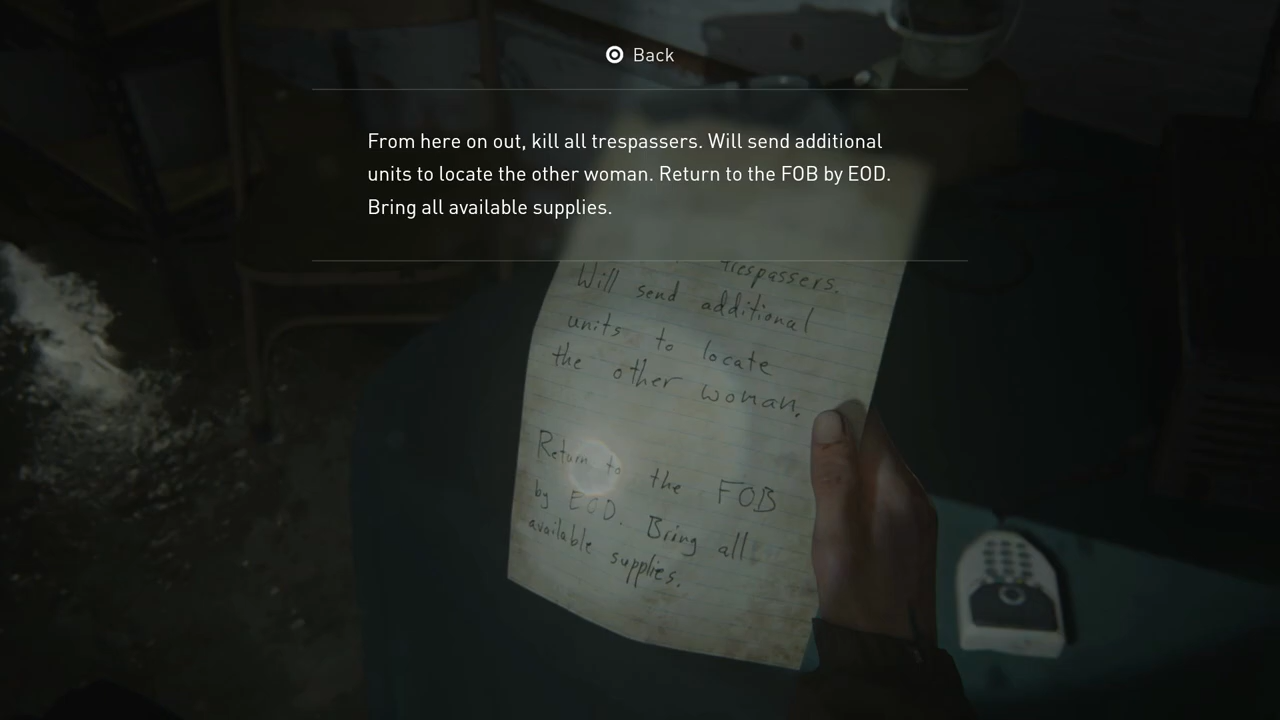 Back
From here on out, kill all trespassers. Will send additional
units to locate the other woman. Return to the FOB by EOD.
Bring all available supplies.
trespassers.
Will send additional
units to locate
the other woman.
Return to the FOB
by EOD. Bring all
available supplies.